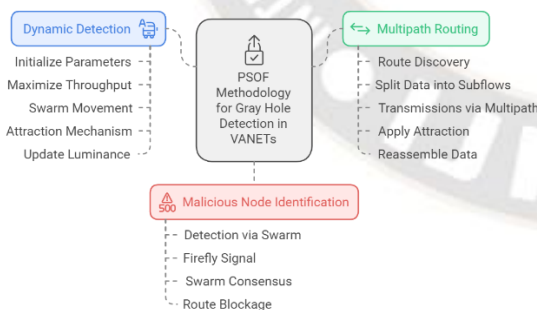 Dynamic Detection
Initialize Parameters
Maximize Throughput
Swarm Movement
Attraction Mechanism
Update Luminance
PSOF
Methodology
for Gray Hole
Detection in
VANETs
Multipath Routing
Route Discovery
Split Data into Subflows
Transmissions via Multipath
Apply Attraction
Reassemble Data
500 Malicious Node Identification
Detection via Swarm
Firefly Signal
Swarm Consensus
Route Blockage